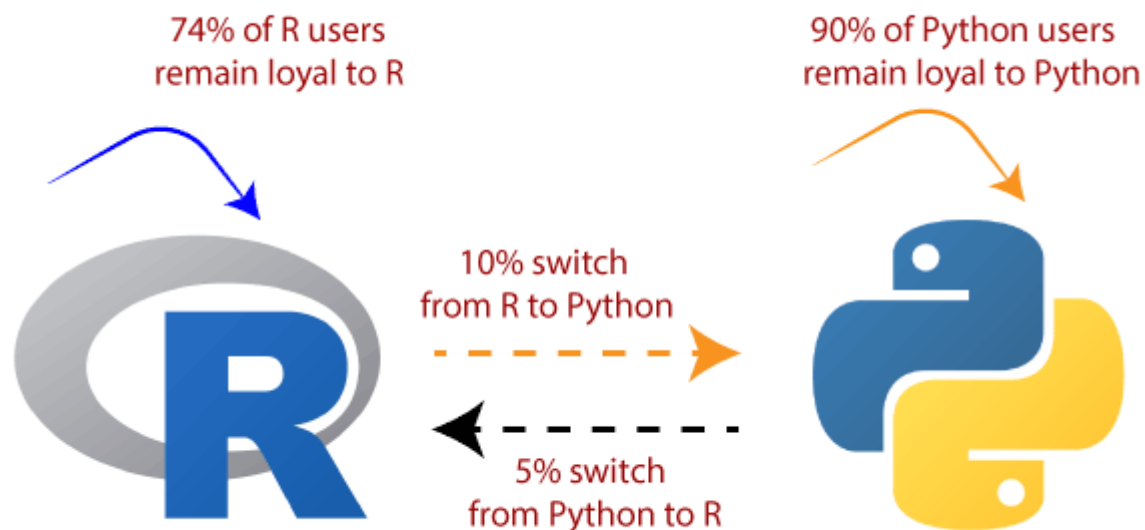 74% of R users
remain loyal to R
90% of Python users
remain loyal to Python
10% switch
from R to Python
5% switch
from Python to R
R